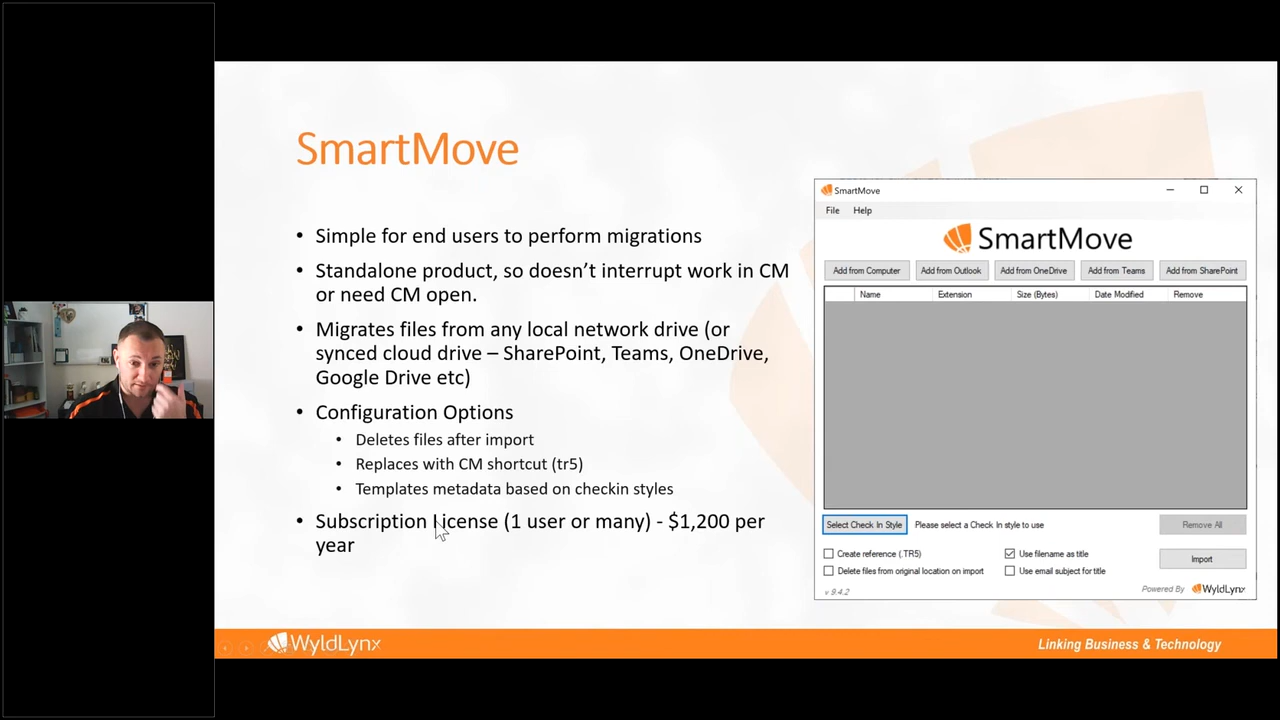 SmartMove
• Simple for end users to perform migrations
• Standalone product, so doesn't interrupt work in CM
or need CM open.
• Migrates files from any local network drive (or
synced cloud drive – SharePoint, Teams, OneDrive,
Google Drive etc)
• Configuration Options
• Deletes files after import
• Replaces with CM shortcut (tr5)
• Templates metadata based on checkin styles
• Subscription License (1 user or many) - $1,200 per
year
SmartMove
File Help
SmartMove
Add from Computer Add from Outlook Add from OneDrive Add from Teams Add from SharePoint
Name Extension Size (Bytes) Date Modified Remove
Select Check In Style Please select a Check In style to use Remove All
Create reference (.TR5) Use filename as title Import
Delete files from original location on import Use email subject for title
v 9.4.2 Powered By WyldLynx
WyldLynx Linking Business & Technology